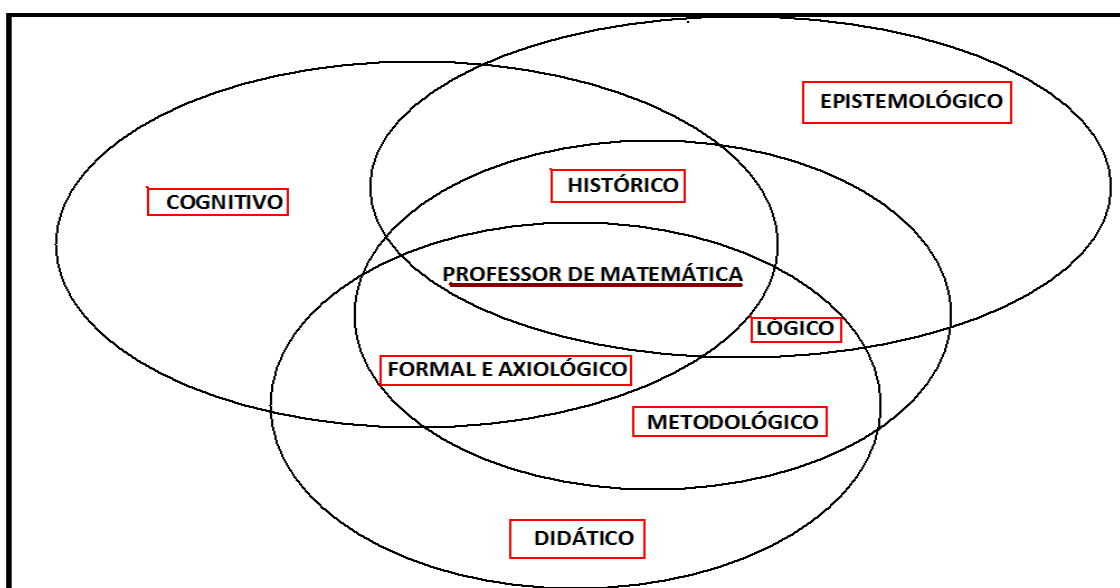 EPISTEMOLÓGICO
HISTÓRICO
COGNITIVO
PROFESSOR DE MATEMÁTICA
LÓGICO
FORMAL E AXIOLÓGICO
METODOLÓGICO
DIDÁTICO